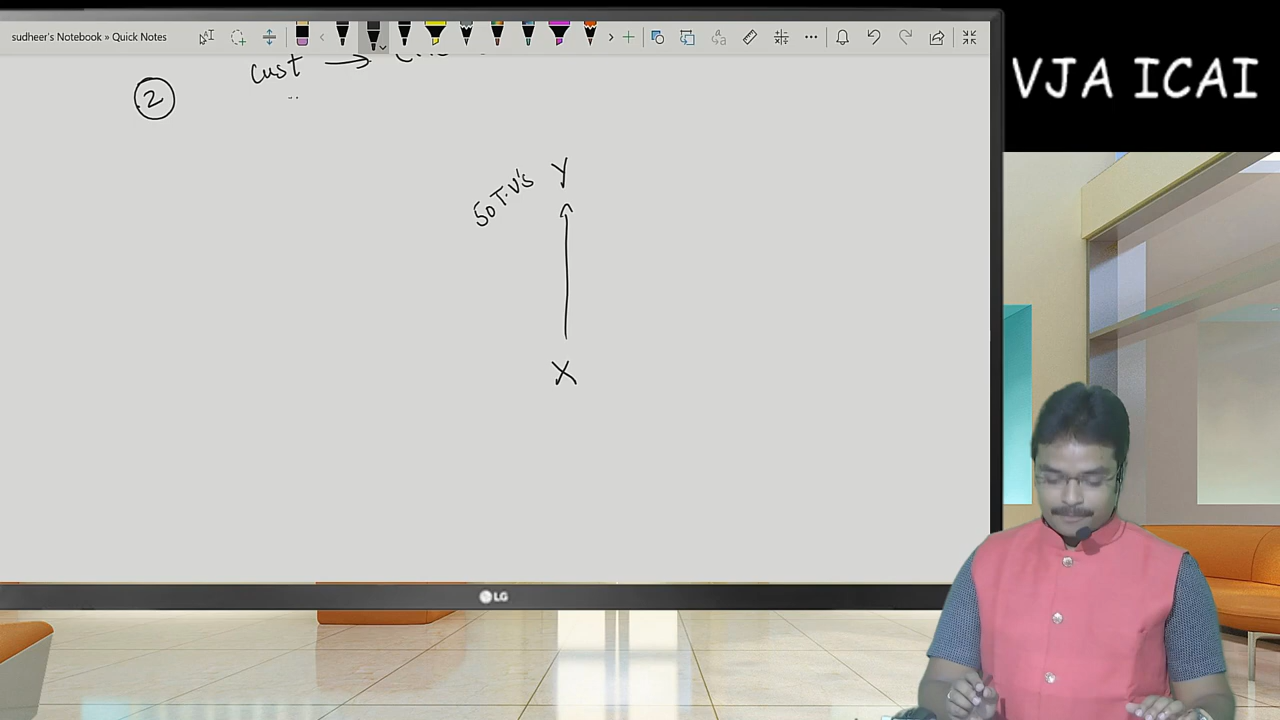 sudheer's Notebook » Quick Notes
VJA ICAI
cust →
2
50 T.V's
Y
X
LG